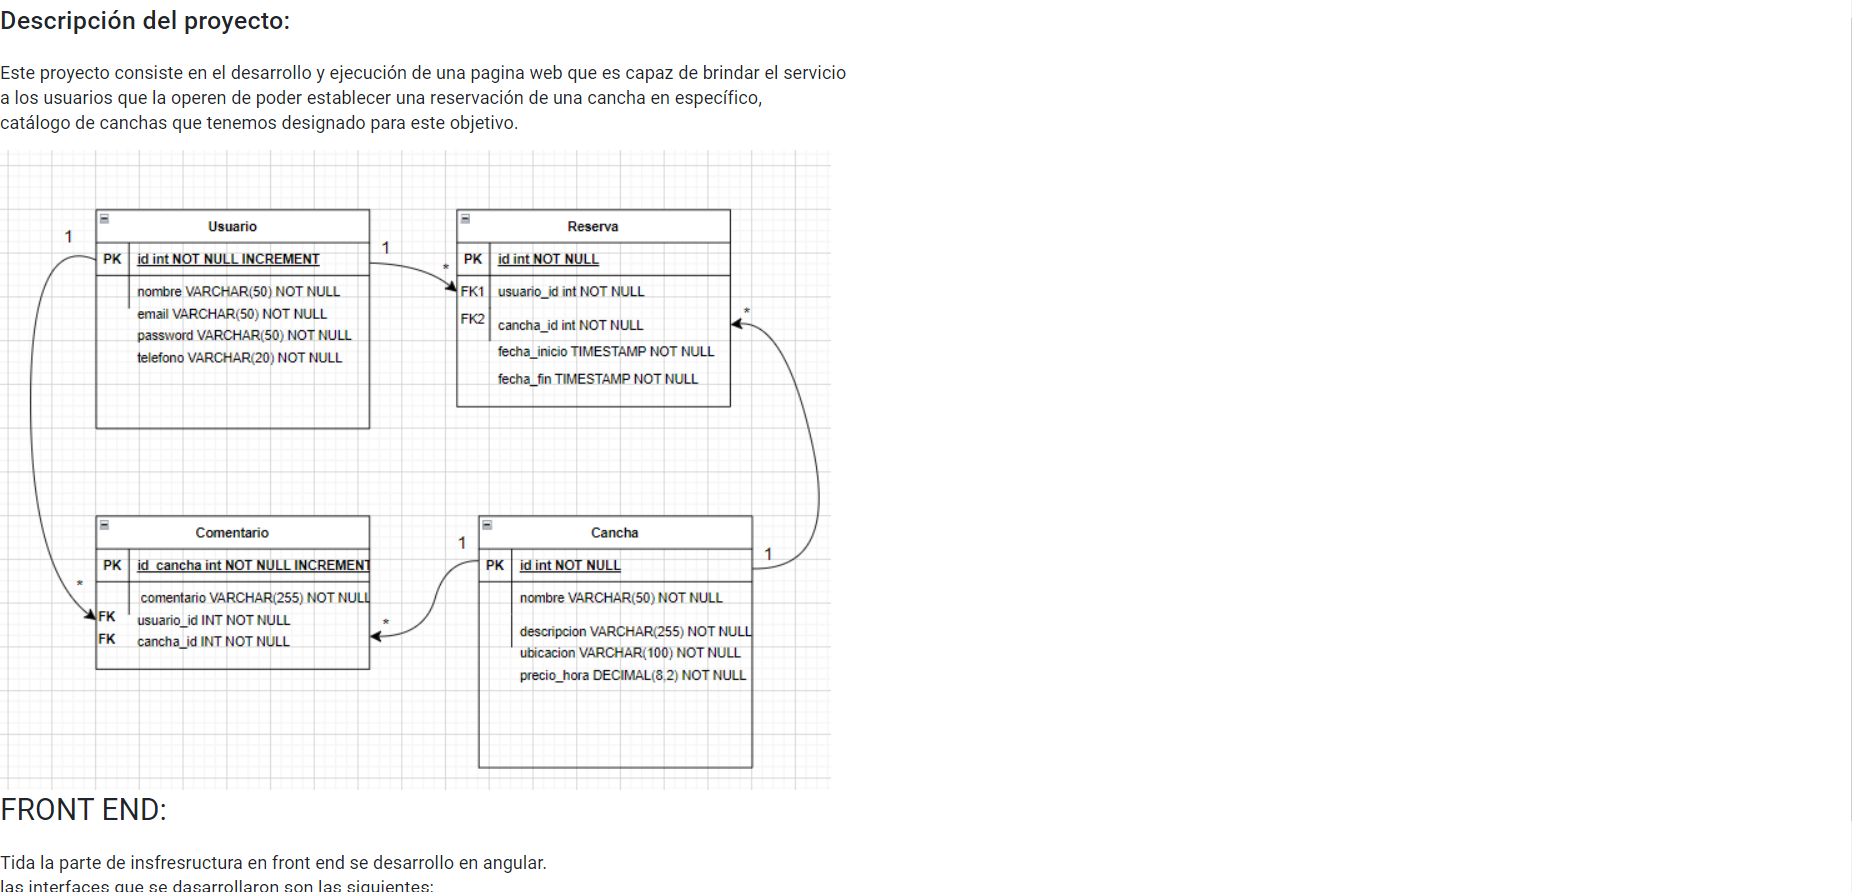 Descripción del proyecto:
Este proyecto consiste en el desarrollo y ejecución de una pagina web que es capaz de brindar el servicio
a los usuarios que la operen de poder establecer una reservación de una cancha en específico,
catálogo de canchas que tenemos designado para este objetivo.
Usuario
1
PK id int NOT NULL INCREMENT
nombre VARCHAR(50) NOT NULL
email VARCHAR(50) NOT NULL
password VARCHAR(50) NOT NULL
telefono VARCHAR(20) NOT NULL
1
*
Reserva
PK id int NOT NULL
FK1 usuario_id int NOT NULL
FK2 cancha_id int NOT NULL
fecha_inicio TIMESTAMP NOT NULL
fecha_fin TIMESTAMP NOT NULL
*
Comentario
PK id_cancha int NOT NULL INCREMENT
*
comentario VARCHAR(255) NOT NULL
FK usuario_id INT NOT NULL
FK cancha_id INT NOT NULL
1
*
Cancha
PK id int NOT NULL
1
nombre VARCHAR(50) NOT NULL
descripcion VARCHAR(255) NOT NULL
ubicacion VARCHAR(100) NOT NULL
precio_hora DECIMAL(8,2) NOT NULL
FRONT END:
Tida la parte de insfresructura en front end se desarrollo en angular.
las interfaces que se dasarrollaron son las siguientes: